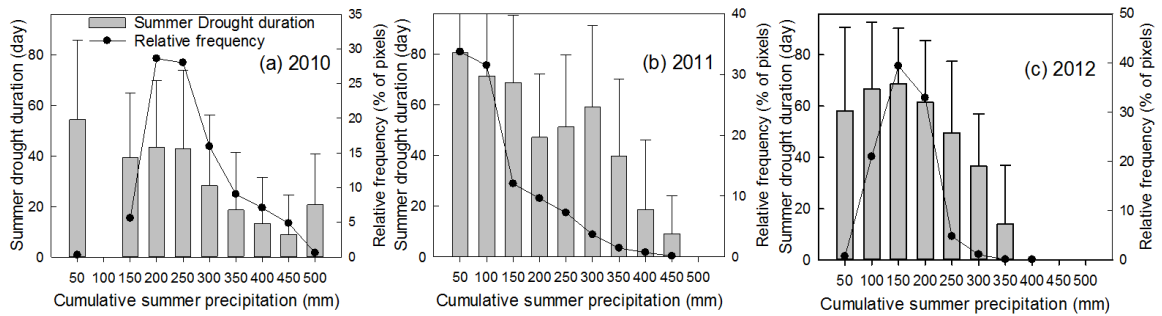 Summer Drought duration
Relative frequency
(a) 2010
Summer drought duration (day)
80
60
40
20
0
35
30
25
20
15
10
5
0
Relative frequency (% of pixels)
50 100 150 200 250 300 350 400 450 500
Cumulative summer precipitation (mm)
(b) 2011
Summer drought duration (day)
80
60
40
20
0
40
30
20
10
0
Relative frequency (% of pixels)
50 100 150 200 250 300 350 400 450 500
Cumulative summer precipitation (mm)
(c) 2012
Summer drought duration (day)
80
60
40
20
0
50
40
30
20
10
0
Relative frequency (% of pixels)
50 100 150 200 250 300 350 400 450 500
Cumulative summer precipitation (mm)